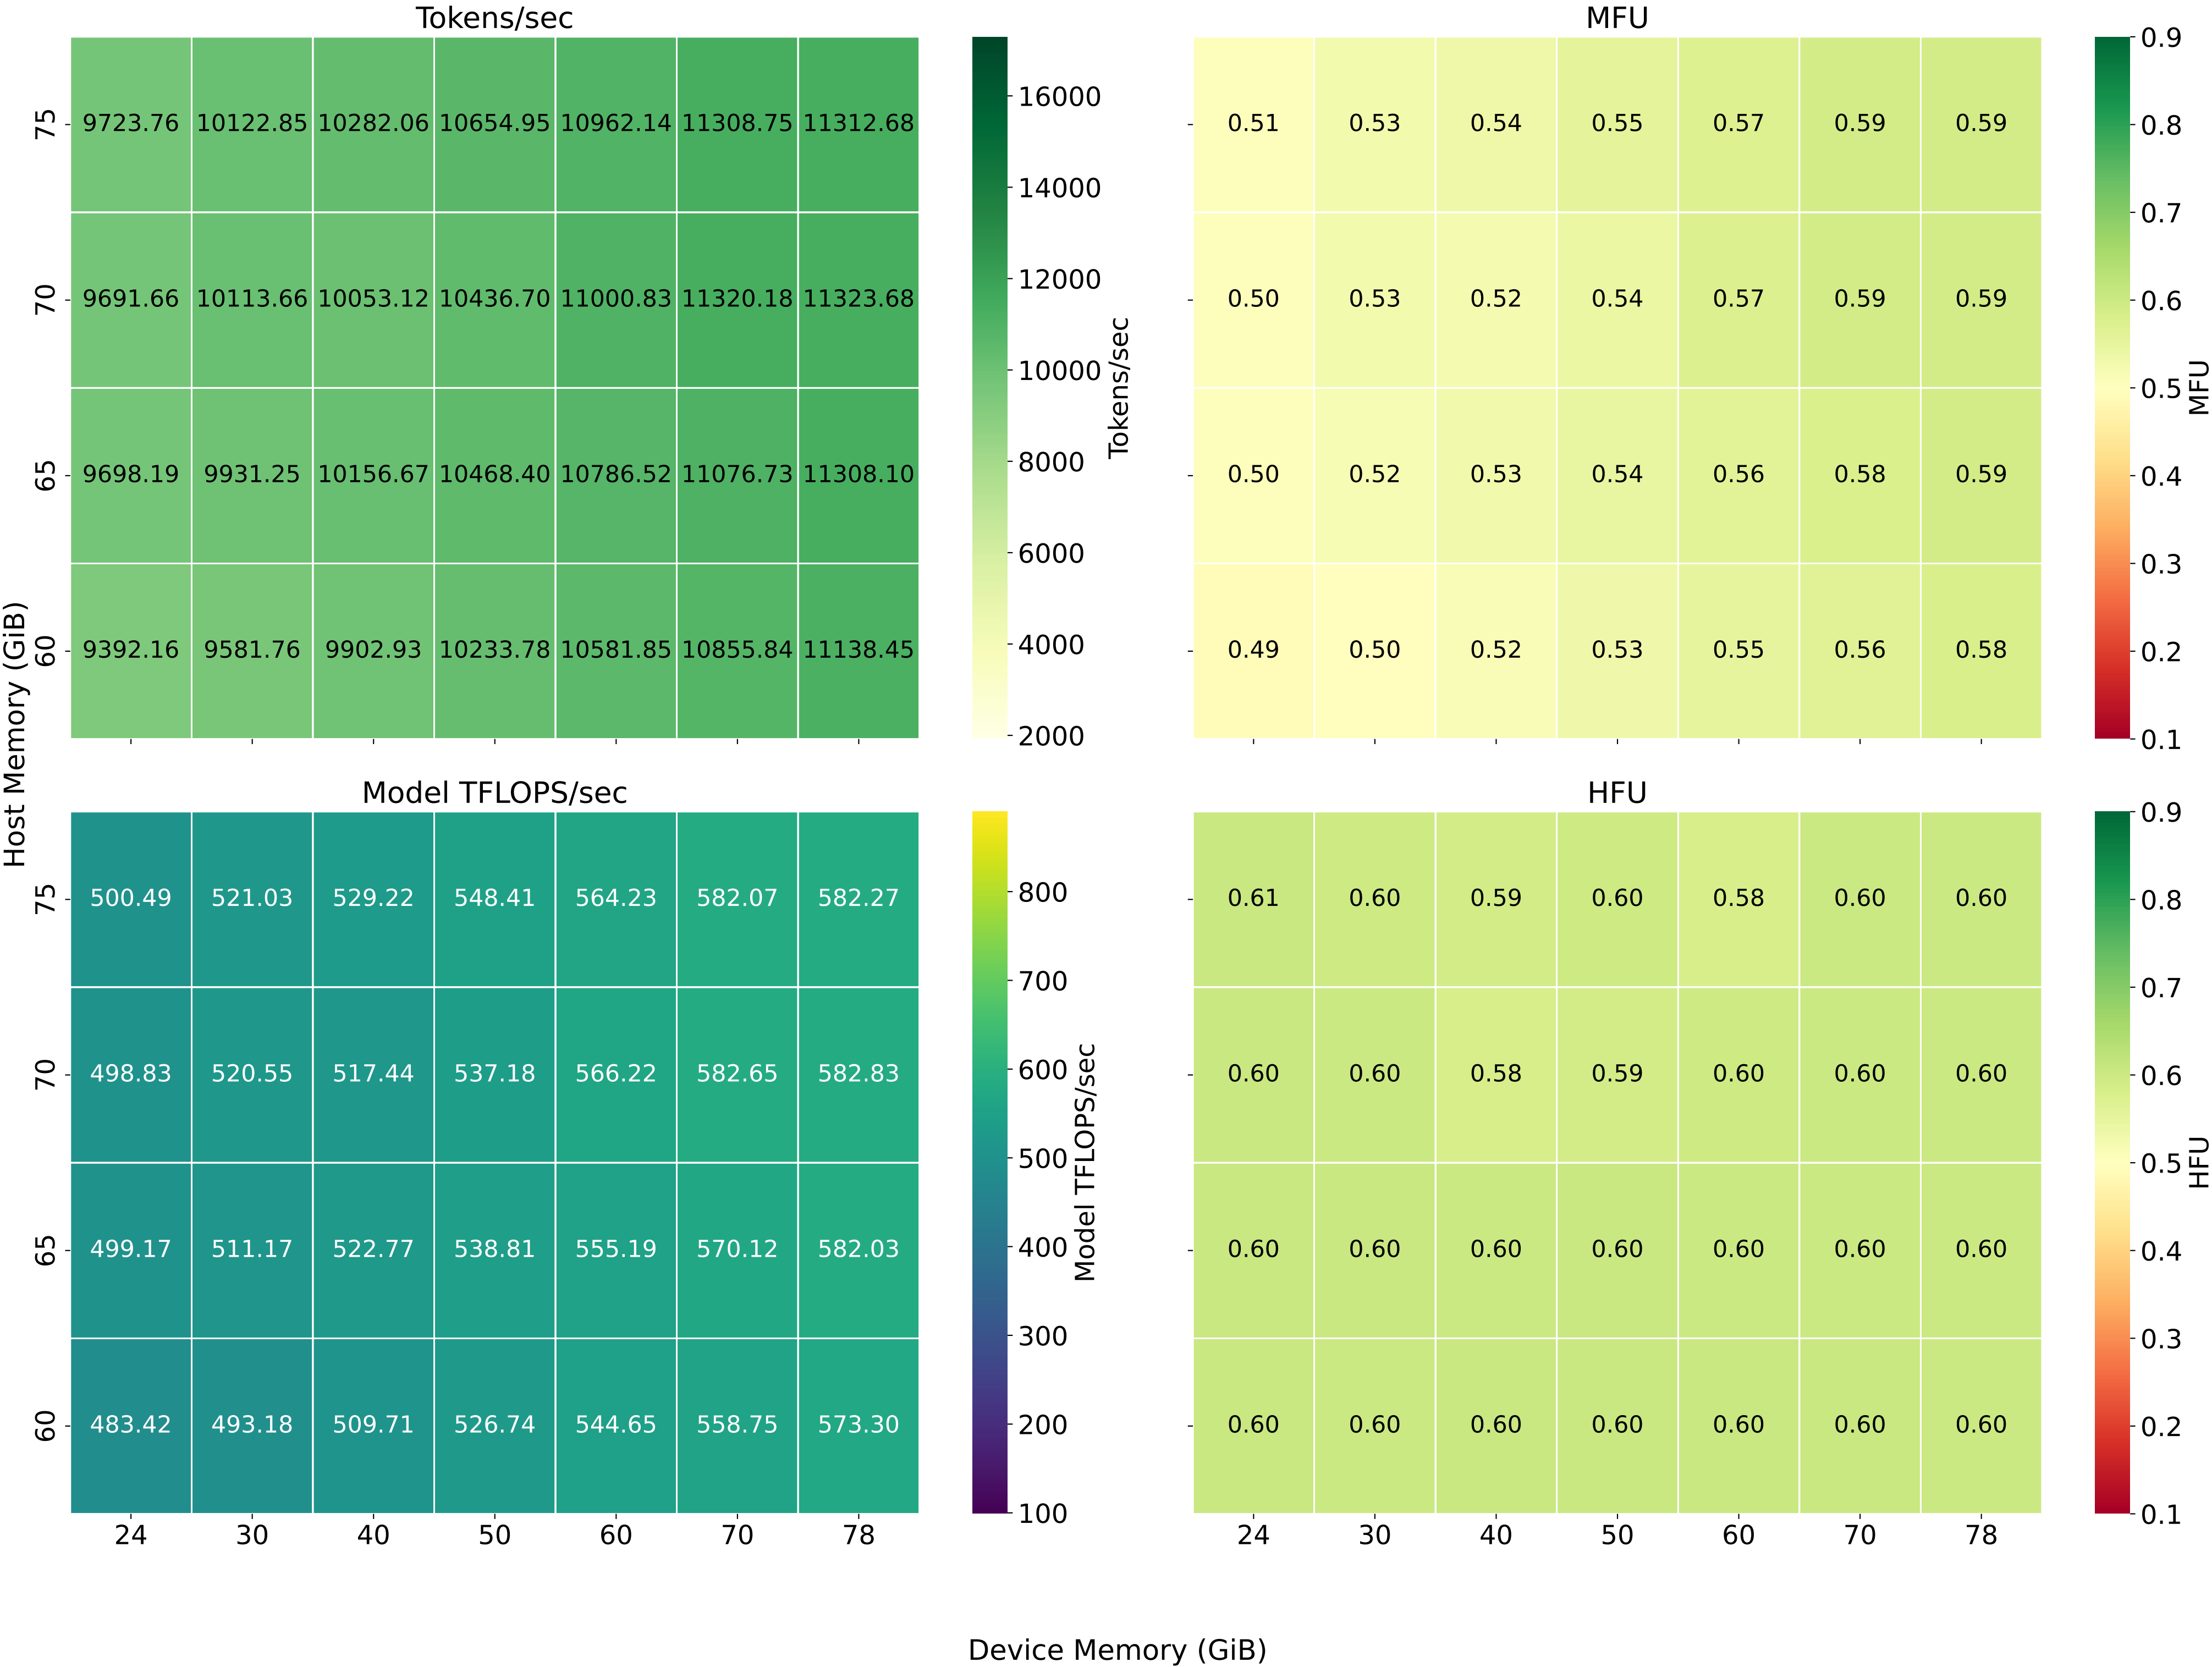 Tokens/sec
75 9723.76 10122.85 10282.06 10654.95 10962.14 11308.75 11312.68
70 9691.66 10113.66 10053.12 10436.70 11000.83 11320.18 11323.68
65 9698.19 9931.25 10156.67 10468.40 10786.52 11076.73 11308.10
60 9392.16 9581.76 9902.93 10233.78 10581.85 10855.84 11138.45
16000
14000
12000
10000
8000
6000
4000
2000
Tokens/sec
MFU
0.51 0.53 0.54 0.55 0.57 0.59 0.59
0.50 0.53 0.52 0.54 0.57 0.59 0.59
0.50 0.52 0.53 0.54 0.56 0.58 0.59
0.49 0.50 0.52 0.53 0.55 0.56 0.58
0.9
0.8
0.7
0.6
0.5
0.4
0.3
0.2
0.1
MFU
Host Memory (GiB)
Model TFLOPS/sec
75 500.49 521.03 529.22 548.41 564.23 582.07 582.27
70 498.83 520.55 517.44 537.18 566.22 582.65 582.83
65 499.17 511.17 522.77 538.81 555.19 570.12 582.03
60 483.42 493.18 509.71 526.74 544.65 558.75 573.30
24 30 40 50 60 70 78
800
700
600
500
400
300
200
100
Model TFLOPS/sec
HFU
0.61 0.60 0.59 0.60 0.58 0.60 0.60
0.60 0.60 0.58 0.59 0.60 0.60 0.60
0.60 0.60 0.60 0.60 0.60 0.60 0.60
0.60 0.60 0.60 0.60 0.60 0.60 0.60
24 30 40 50 60 70 78
0.9
0.8
0.7
0.6
0.5
0.4
0.3
0.2
0.1
HFU
Device Memory (GiB)